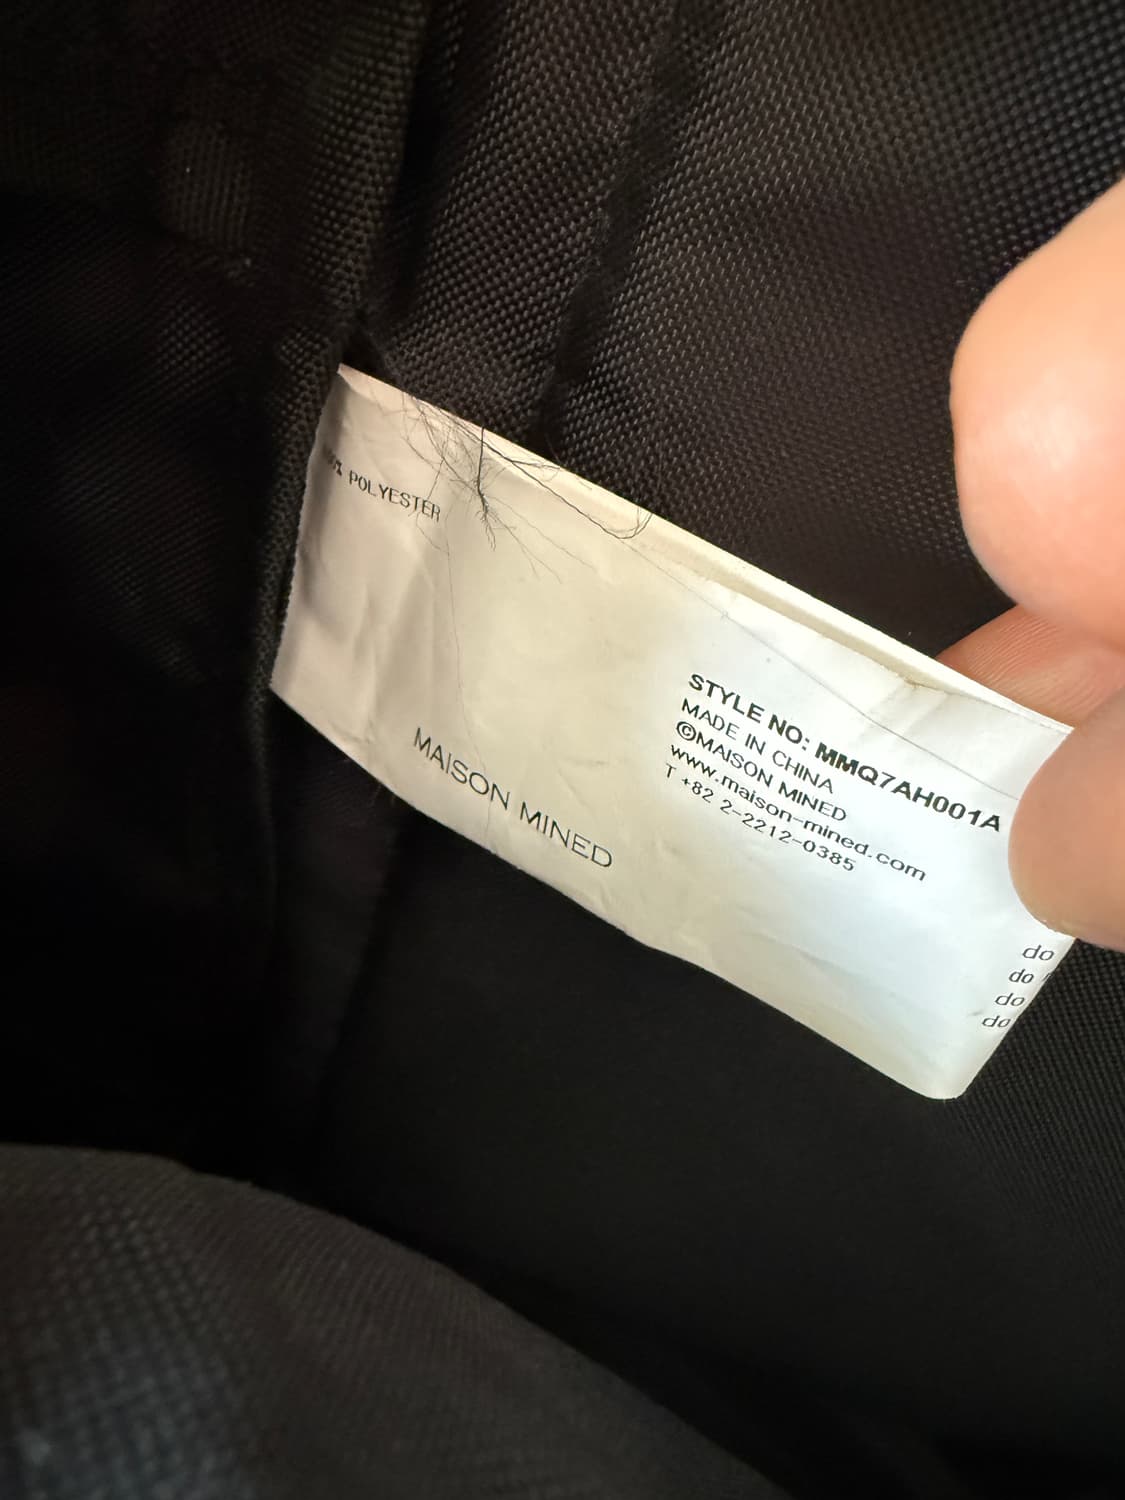 POLYESTER
MAISON MINED
STYLE NO: MMQ7AH001A
MADE IN CHINA
©MAISON MINED
www.maison-mined.com
T +82 2-2212-0385
do
do
do
do